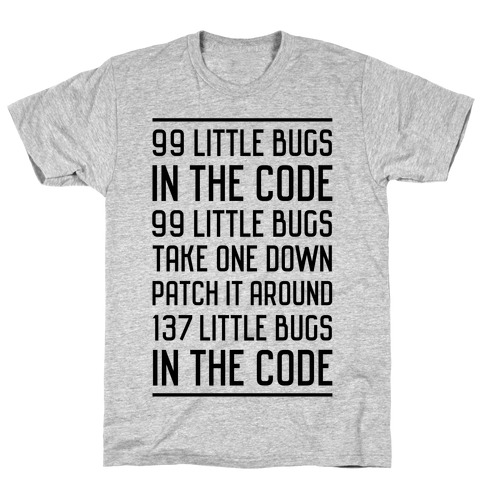 99 LITTLE BUGS
IN THE CODE
99 LITTLE BUGS
TAKE ONE DOWN
PATCH IT AROUND
137 LITTLE BUGS
IN THE CODE